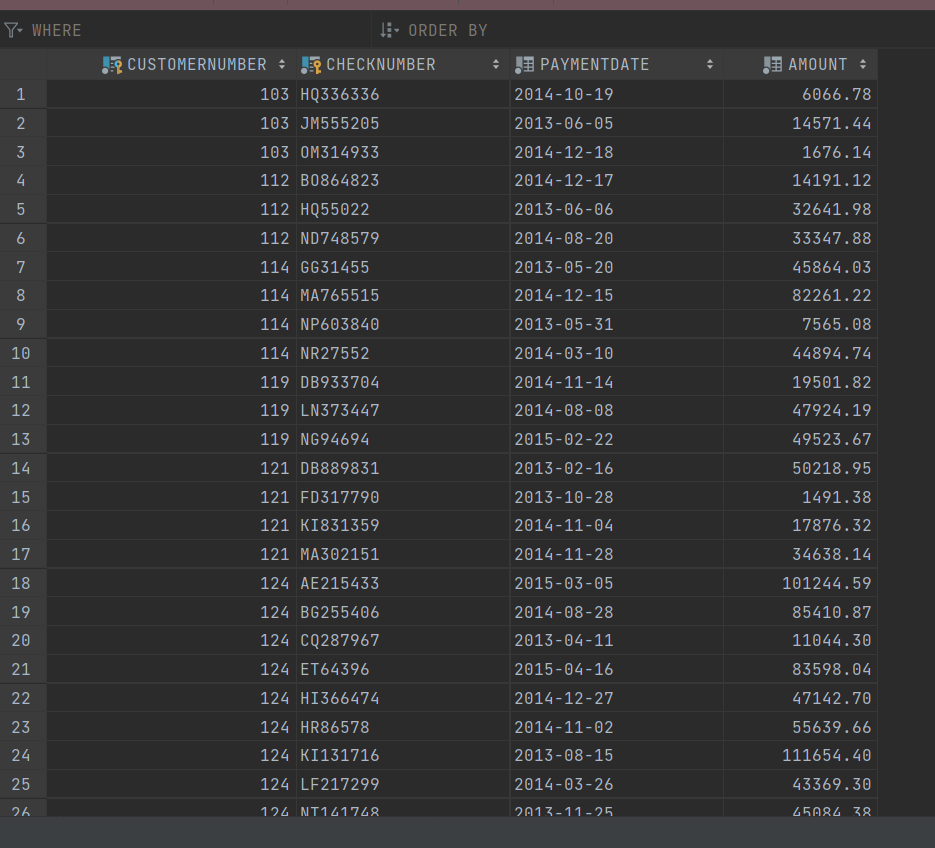 WHERE ORDER BY
CUSTOMERNUMBER CHECKNUMBER PAYMENTDATE AMOUNT
1 103 HQ336336 2014-10-19 6066.78
2 103 JM555205 2013-06-05 14571.44
3 103 OM314933 2014-12-18 1676.14
4 112 BO864823 2014-12-17 14191.12
5 112 HQ55022 2013-06-06 32641.98
6 112 ND748579 2014-08-20 33347.88
7 114 GG31455 2013-05-20 45864.03
8 114 MA765515 2014-12-15 82261.22
9 114 NP603840 2013-05-31 7565.08
10 114 NR27552 2014-03-10 44894.74
11 119 DB933704 2014-11-14 19501.82
12 119 LN373447 2014-08-08 47924.19
13 119 NG94694 2015-02-22 49523.67
14 121 DB889831 2013-02-16 50218.95
15 121 FD317790 2013-10-28 1491.38
16 121 KI831359 2014-11-04 17876.32
17 121 MA302151 2014-11-28 34638.14
18 124 AE215433 2015-03-05 101244.59
19 124 BG255406 2014-08-28 85410.87
20 124 CQ287967 2013-04-11 11044.30
21 124 ET64396 2015-04-16 83598.04
22 124 HI366474 2014-12-27 47142.70
23 124 HR86578 2014-11-02 55639.66
24 124 KI131716 2013-08-15 111654.40
25 124 LF217299 2014-03-26 43369.30
26 124 NT141748 2013-11-25 45084.38